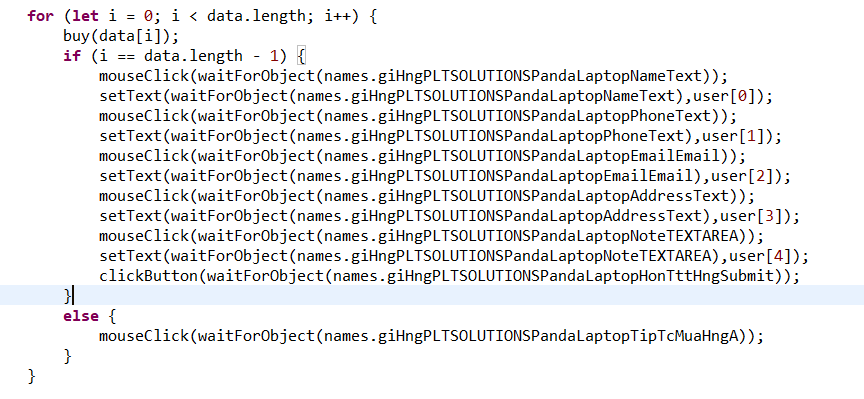 for (let i = 0; i < data.length; i++) {
    buy(data[i]);
    if (i == data.length - 1) {
        mouseClick(waitForObject(names.giHngPLTSOLUTIONSPandaLaptopNameText));
        setText(waitForObject(names.giHngPLTSOLUTIONSPandaLaptopNameText),user[0]);
        mouseClick(waitForObject(names.giHngPLTSOLUTIONSPandaLaptopPhoneText));
        setText(waitForObject(names.giHngPLTSOLUTIONSPandaLaptopPhoneText),user[1]);
        mouseClick(waitForObject(names.giHngPLTSOLUTIONSPandaLaptopEmailEmail));
        setText(waitForObject(names.giHngPLTSOLUTIONSPandaLaptopEmailEmail),user[2]);
        mouseClick(waitForObject(names.giHngPLTSOLUTIONSPandaLaptopAddressText));
        setText(waitForObject(names.giHngPLTSOLUTIONSPandaLaptopAddressText),user[3]);
        mouseClick(waitForObject(names.giHngPLTSOLUTIONSPandaLaptopNoteTEXTAREA));
        setText(waitForObject(names.giHngPLTSOLUTIONSPandaLaptopNoteTEXTAREA),user[4]);
        clickButton(waitForObject(names.giHngPLTSOLUTIONSPandaLaptopHonTttHngSubmit));
    }
    else {
        mouseClick(waitForObject(names.giHngPLTSOLUTIONSPandaLaptopTipTcMuaHngA));
    }
}